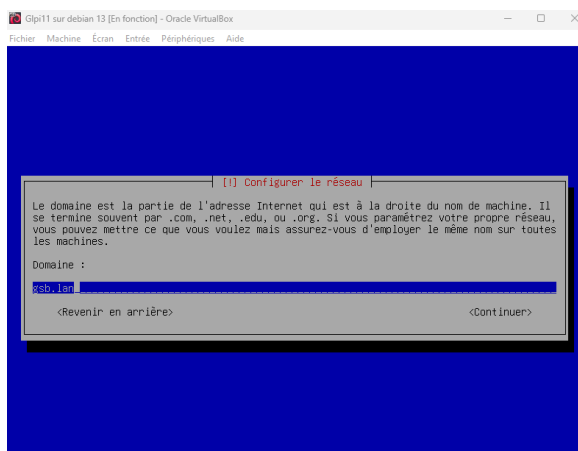 Glpi11 sur debian 13 [En fonction] - Oracle VirtualBox
Fichier Machine Écran Entrée Périphériques Aide
[!] Configurer le réseau
Le domaine est la partie de l'adresse Internet qui est à la droite du nom de machine. Il
se termine souvent par .com, .net, .edu, ou .org. Si vous paramétrez votre propre réseau,
vous pouvez mettre ce que vous voulez mais assurez-vous d'employer le même nom sur toutes
les machines.
Domaine :
gsb.lan
<Revenir en arrière> <Continuer>